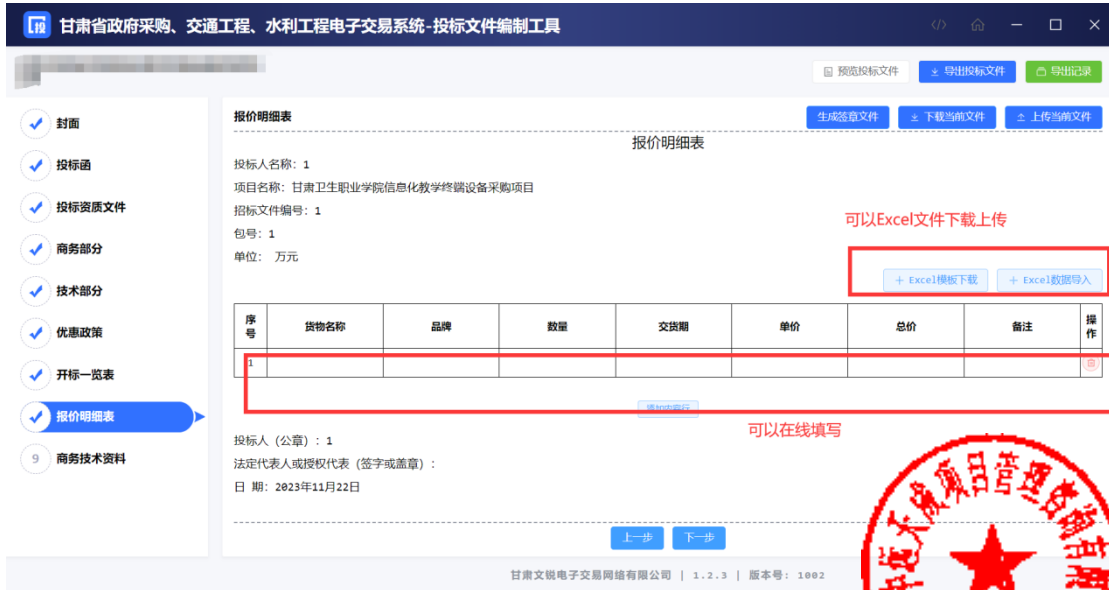 投 甘肃省政府采购、交通工程、水利工程电子交易系统-投标文件编制工具
预览投标文件 导出投标文件 导出记录
封面
投标函
投标资质文件
商务部分
技术部分
优惠政策
开标一览表
报价明细表
9 商务技术资料
报价明细表 生成签章文件 下载当前文件 上传当前文件
报价明细表
投标人名称: 1
项目名称: 甘肃卫生职业学院信息化教学终端设备采购项目
招标文件编号: 1
包号: 1
单位: 万元
可以Excel文件下载上传
+ Excel模板下载 + Excel数据导入
序号 货物名称 品牌 数量 交货期 单价 总价 备注 操作
1
可以在线填写
投标人 (公章) : 1
法定代表人或授权代表 (签字或盖章) :
日 期: 2023年11月22日
上一步 下一步
甘肃文锐电子交易网络有限公司 | 1.2.3 | 版本号: 1002
项目管理咨询有限